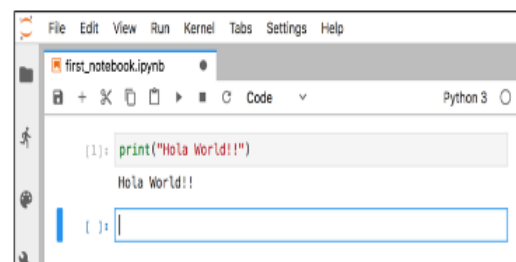 File Edit View Run Kernel Tabs Settings Help
first_notebook.ipynb
Code Python 3
[1]: print("Hola World!!")
Hola World!!
[ ]: